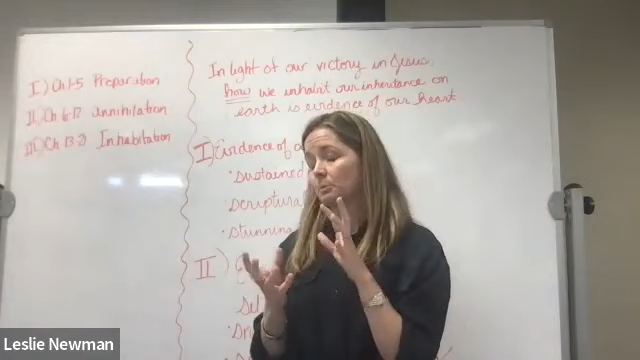 I.) Ch 1-5 Preparation
II.) Ch 6-12 Annihilation
III.) Ch 13-21 Inhabitation
In light of our victory in Jesus,
how we inhabit our inheritance on
earth is evidence of our heart.
I) Evidence of a
• sustained
• scriptural
• stunning
II)
Leslie Newman